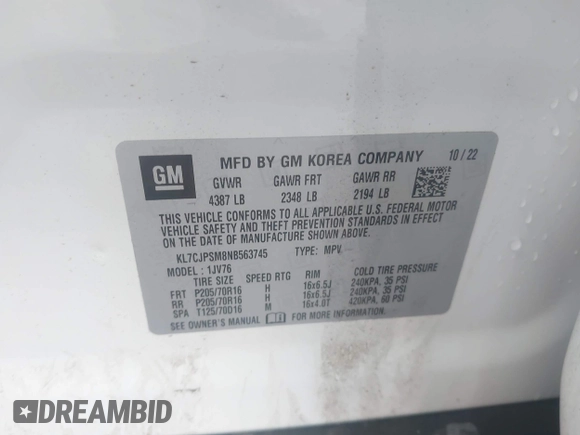 GM
MFD BY GM KOREA COMPANY 10/22
GVWR GAWR FRT GAWR RR
4387 LB 2348 LB 2194 LB
THIS VEHICLE CONFORMS TO ALL APPLICABLE U.S. FEDERAL MOTOR
VEHICLE SAFETY AND THEFT PREVENTION STANDARDS IN EFFECT
ON THE DATE OF MANUFACTURE SHOWN ABOVE.
KL7CJPSM8NB563745 TYPE: MPV
MODEL: 1JV76
TIRE SIZE SPEED RTG RIM COLD TIRE PRESSURE
FRT P205/70R16 H 16x6.5J 240KPA, 35 PSI
RR P205/70R16 H 16x6.5J 240KPA, 35 PSI
SPA T125/70D16 M 16x4.0T 420KPA, 60 PSI
SEE OWNER'S MANUAL FOR MORE INFORMATION.
DREAMBID